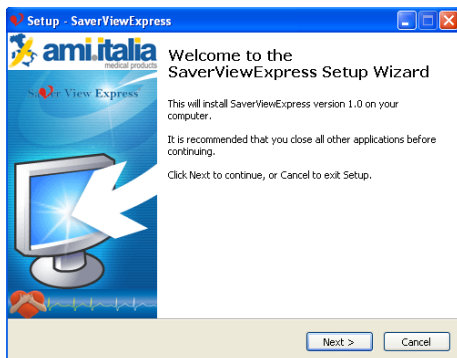 Setup - SaverViewExpress
ami.italia
medical products
Saver View Express
Welcome to the
SaverViewExpress Setup Wizard
This will install SaverViewExpress version 1.0 on your
computer.
It is recommended that you close all other applications before
continuing.
Click Next to continue, or Cancel to exit Setup.
Next >
Cancel